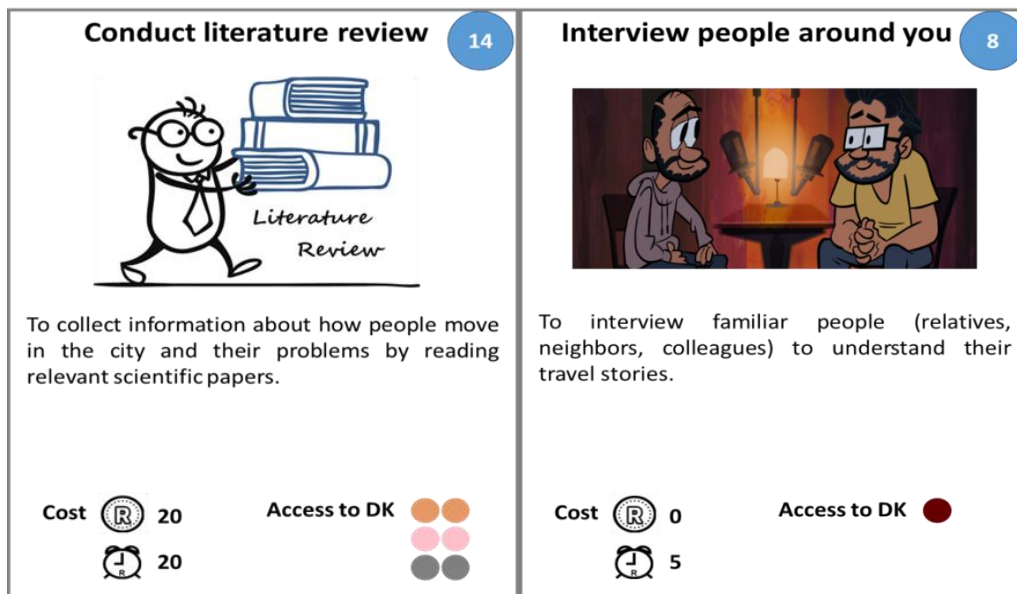 Conduct literature review
14
Literature
Review
To collect information about how people move
in the city and their problems by reading
relevant scientific papers.
Cost R 20
Access to DK
R 20
Interview people around you
8
To interview familiar people (relatives,
neighbors, colleagues) to understand their
travel stories.
Cost R 0
Access to DK
R 5